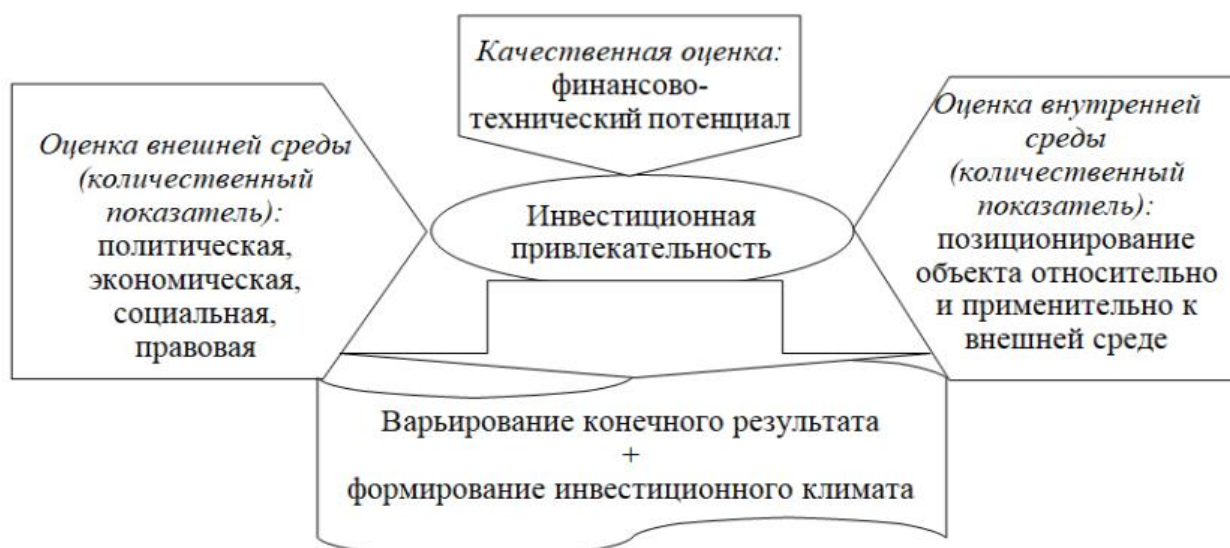 Качественная оценка:
финансово-
технический потенциал
Оценка внешней среды
(количественный
показатель):
политическая,
экономическая,
социальная,
правовая
Инвестиционная
привлекательность
Оценка внутренней
среды
(количественный
показатель):
позиционирование
объекта относительно
и применительно к
внешней среде
Варьирование конечного результата
+
формирование инвестиционного климата